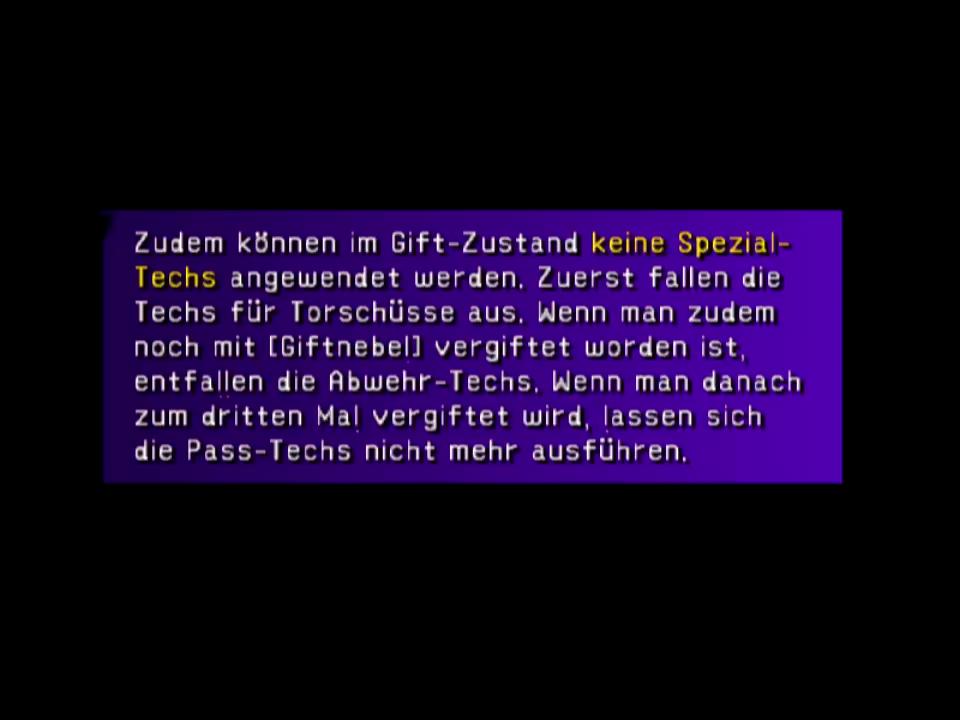 Zudem können im Gift-Zustand keine Spezial-
Techs angewendet werden. Zuerst fallen die
Techs für Torschüsse aus. Wenn man zudem
noch mit [Giftnebel] vergiftet worden ist,
entfallen die Abwehr-Techs. Wenn man danach
zum dritten Mal vergiftet wird, lassen sich
die Pass-Techs nicht mehr ausführen.